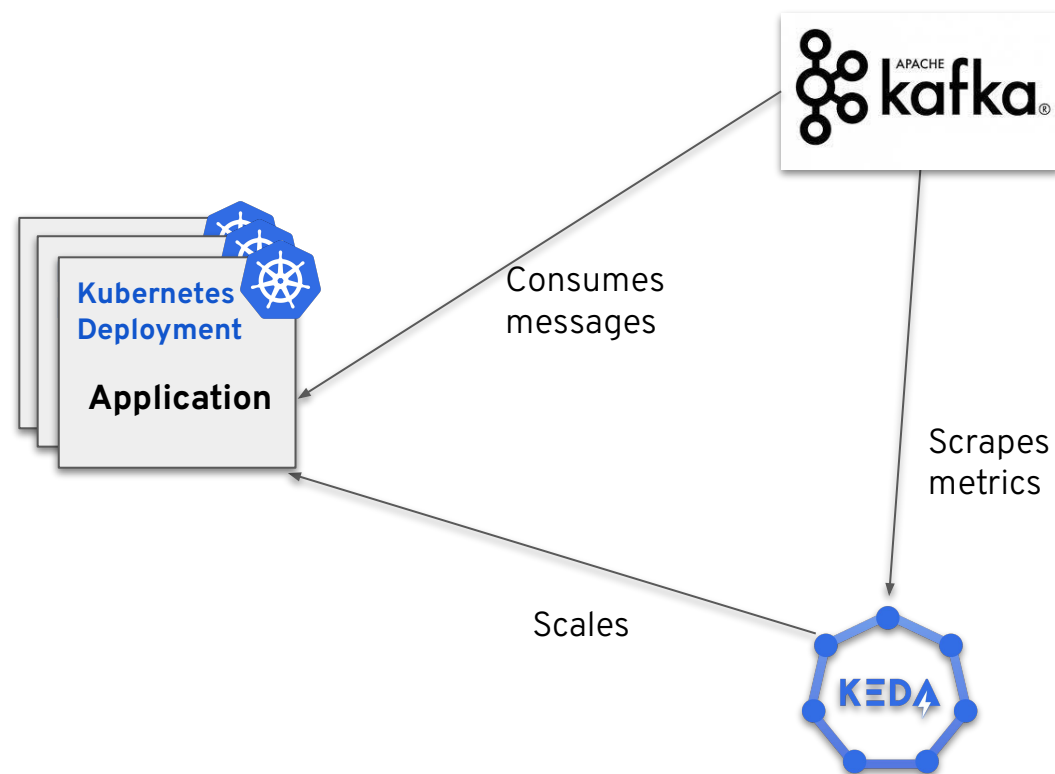 APACHE
kafka®
Kubernetes
Deployment
Application
Consumes
messages
Scrapes
metrics
Scales
KEDA